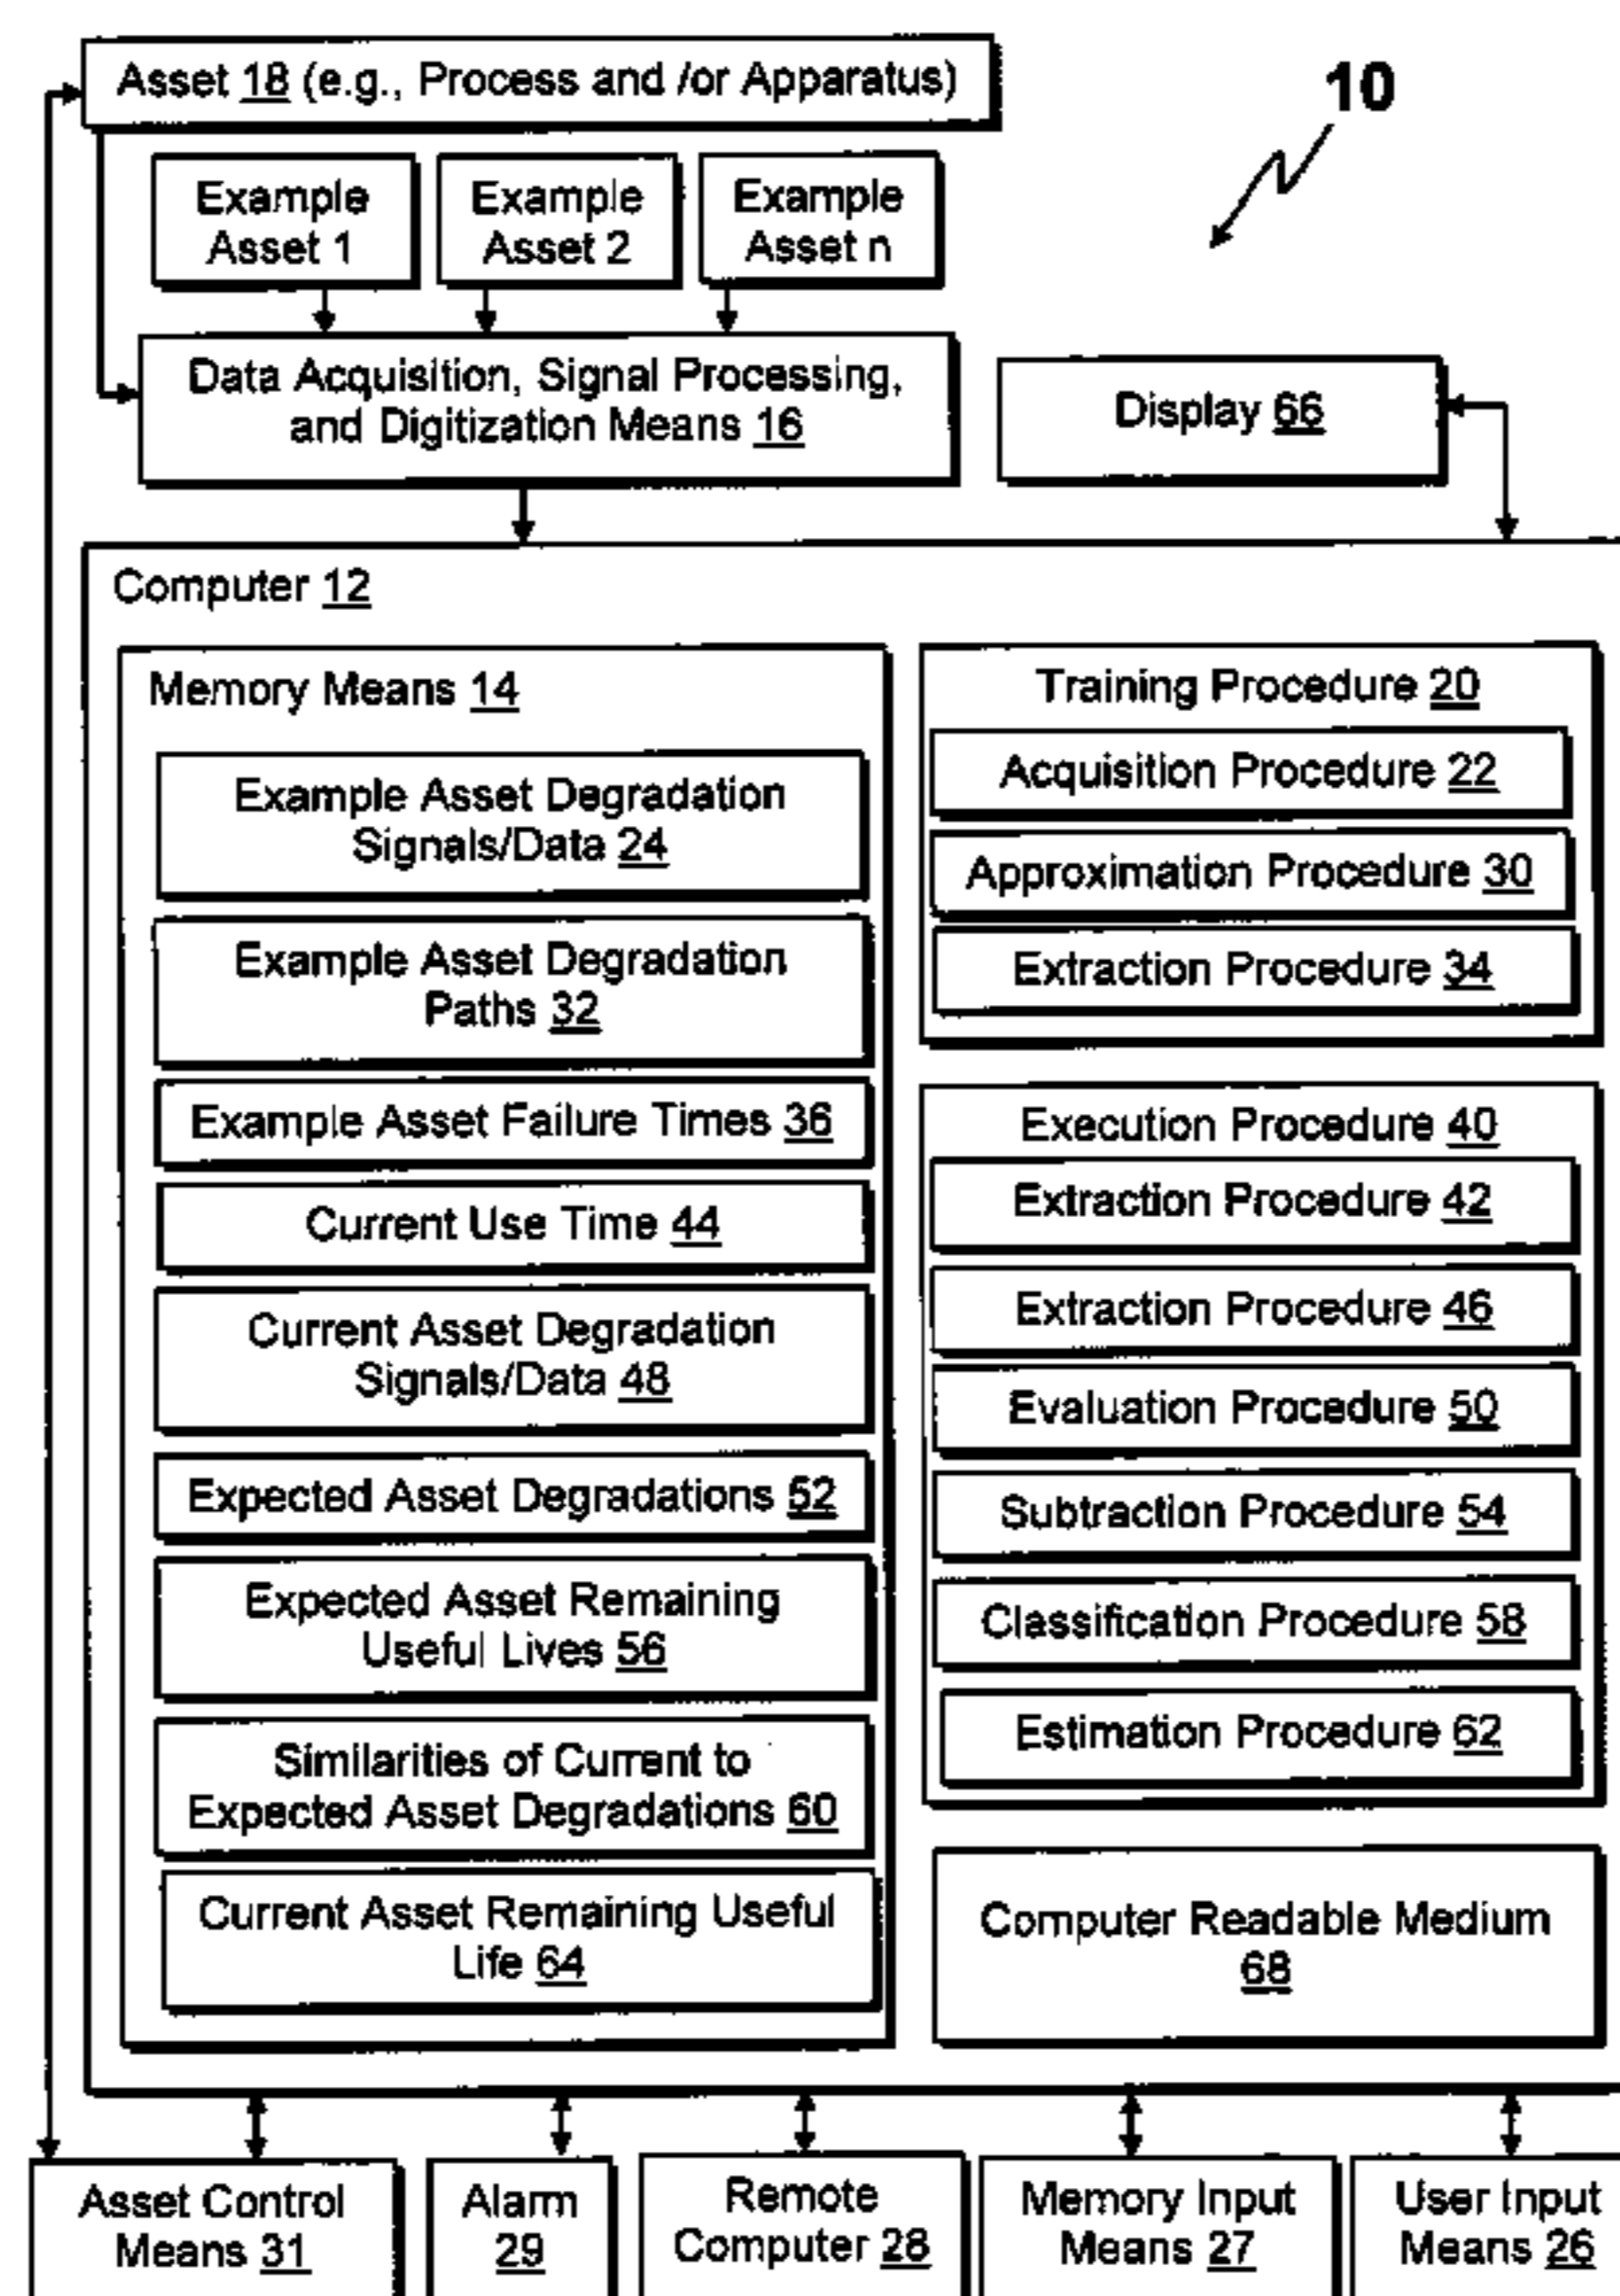 Asset 18 (e.g., Process and /or Apparatus)
10
Example
Asset 1
Example
Asset 2
Example
Asset n
Data Acquisition, Signal Processing,
and Digitization Means 16
Display 66
Computer 12
Memory Means 14
Example Asset Degradation
Signals/Data 24
Example Asset Degradation
Paths 32
Example Asset Failure Times 36
Current Use Time 44
Current Asset Degradation
Signals/Data 48
Expected Asset Degradations 52
Expected Asset Remaining
Useful Lives 56
Similarities of Current to
Expected Asset Degradations 60
Current Asset Remaining Useful
Life 64
Training Procedure 20
Acquisition Procedure 22
Approximation Procedure 30
Extraction Procedure 34
Execution Procedure 40
Extraction Procedure 42
Extraction Procedure 46
Evaluation Procedure 50
Subtraction Procedure 54
Classification Procedure 58
Estimation Procedure 62
Computer Readable Medium
68
Asset Control
Means 31
Alarm
29
Remote
Computer 28
Memory Input
Means 27
User Input
Means 26